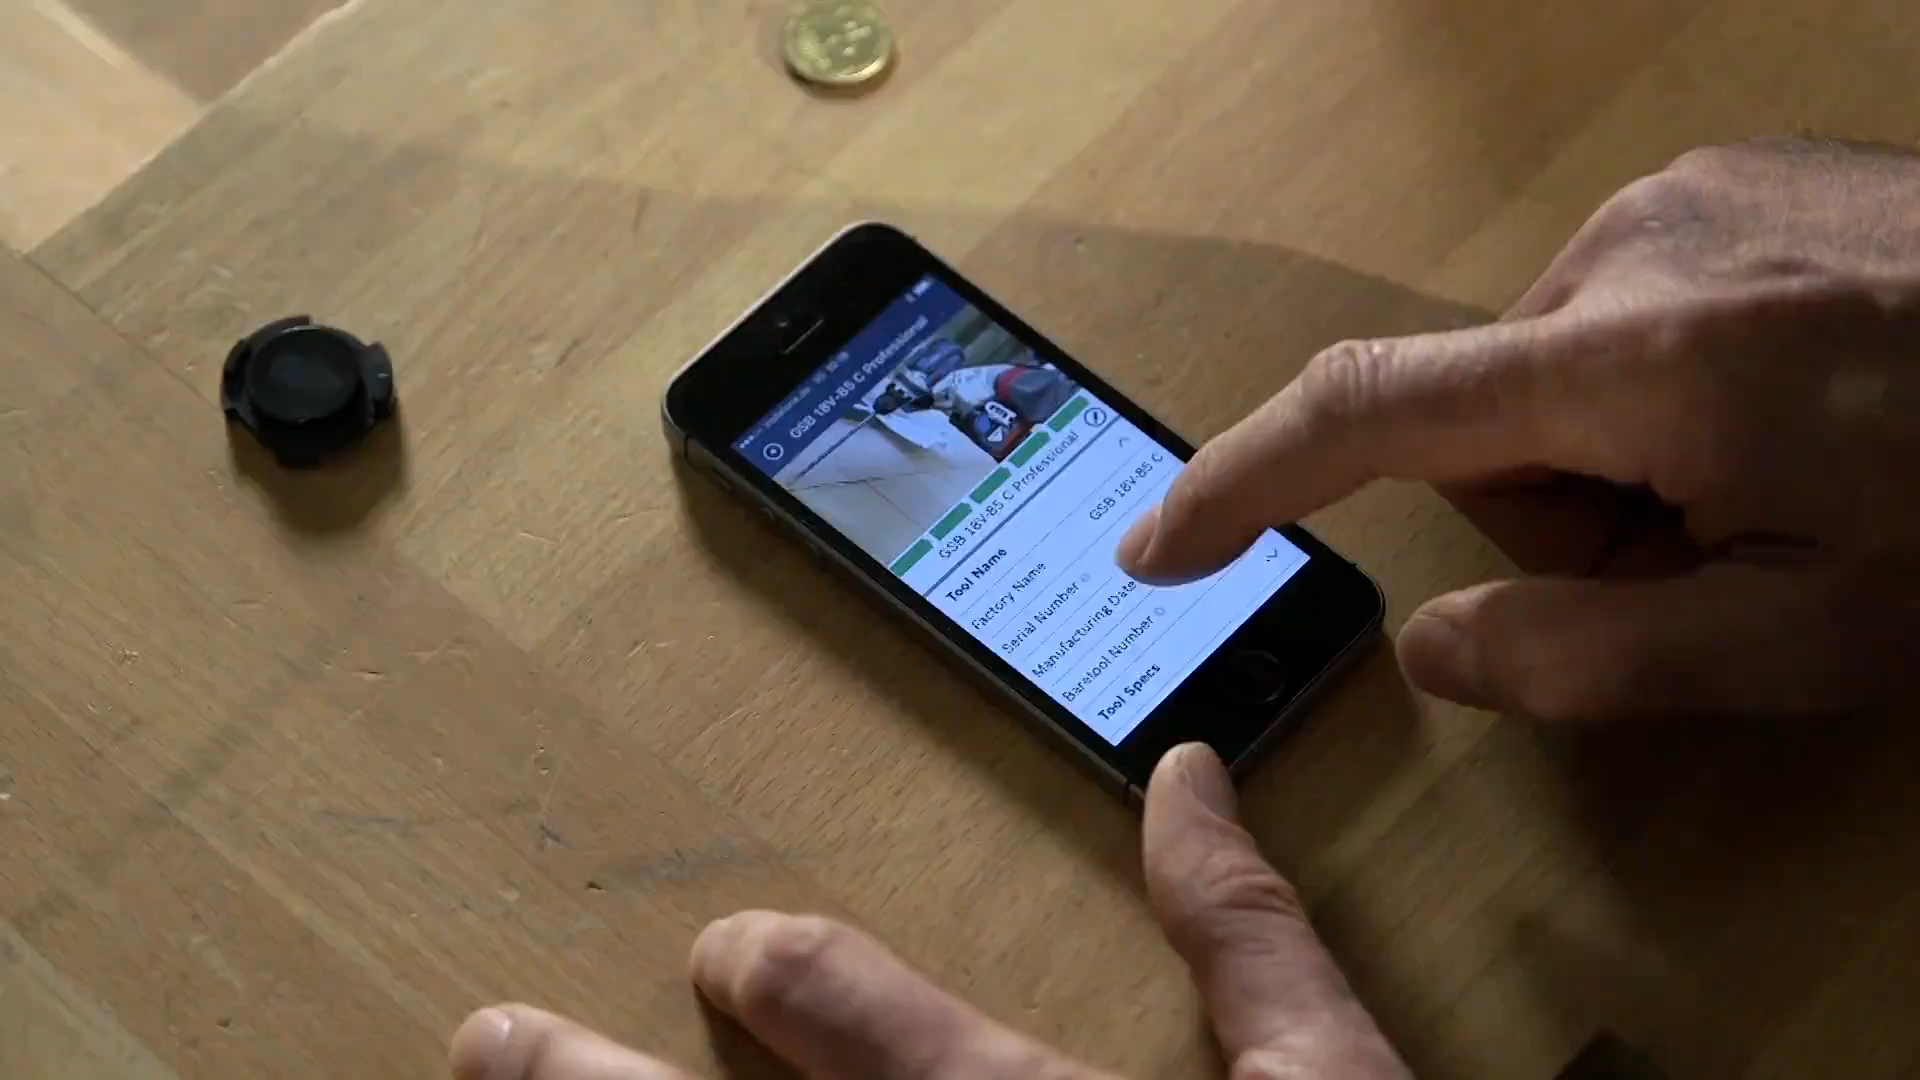 GSB 18V-85 C Professional
GSB 18V-85 C Professional
Tool Name
Factory Name GSB 18V-85 C
Serial Number
Manufacturing Date
Baretool Number
Tool Specs